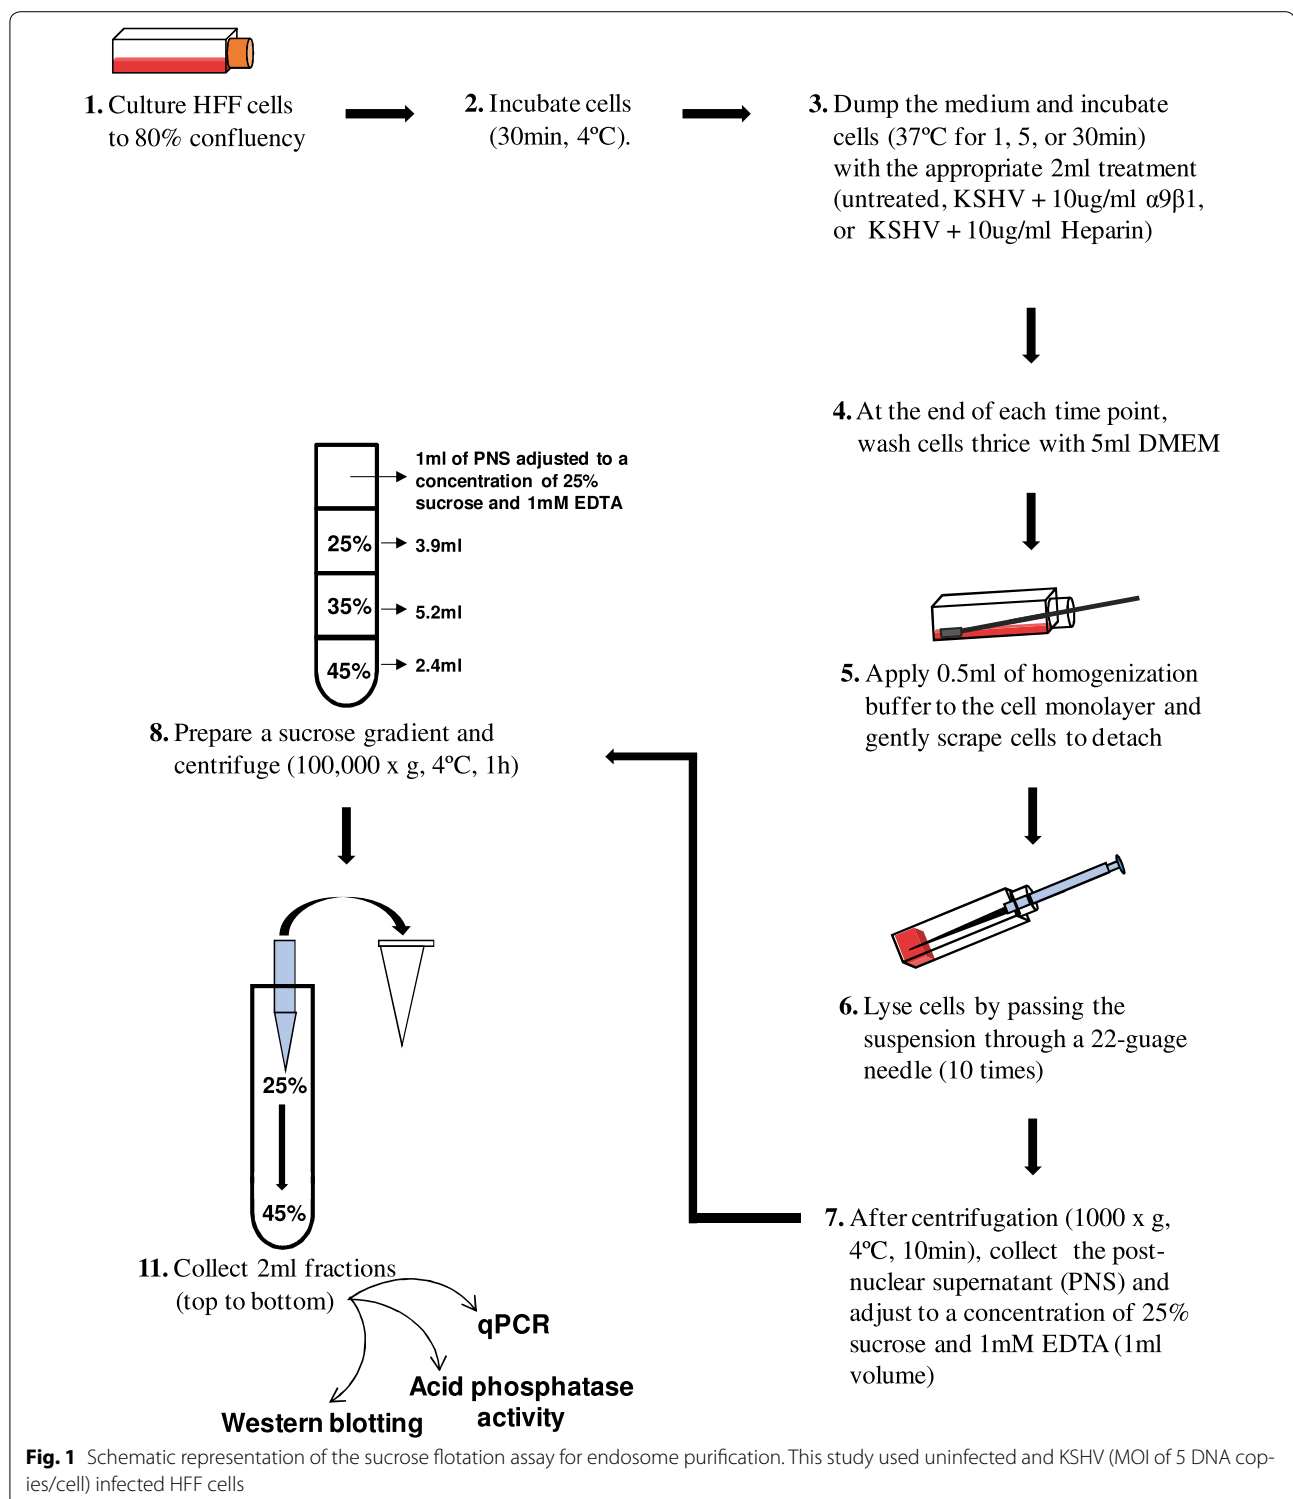 1. Culture HFF cells
to 80% confluency
2. Incubate cells
(30min, 4ºC).
3. Dump the medium and incubate
cells (37ºC for 1, 5, or 30min)
with the appropriate 2ml treatment
(untreated, KSHV + 10ug/ml α9β1,
or KSHV + 10ug/ml Heparin)
4. At the end of each time point,
wash cells thrice with 5ml DMEM
5. Apply 0.5ml of homogenization
buffer to the cell monolayer and
gently scrape cells to detach
6. Lyse cells by passing the
suspension through a 22-guage
needle (10 times)
7. After centrifugation (1000 x g,
4ºC, 10min), collect the post-
nuclear supernatant (PNS) and
adjust to a concentration of 25%
sucrose and 1mM EDTA (1ml
volume)
1ml of PNS adjusted to a
concentration of 25%
sucrose and 1mM EDTA
25% 3.9ml
35% 5.2ml
45% 2.4ml
8. Prepare a sucrose gradient and
centrifuge (100,000 x g, 4ºC, 1h)
25%
45%
11. Collect 2ml fractions
(top to bottom)
qPCR
Acid phosphatase
activity
Western blotting
Fig. 1 Schematic representation of the sucrose flotation assay for endosome purification. This study used uninfected and KSHV (MOI of 5 DNA cop-
ies/cell) infected HFF cells